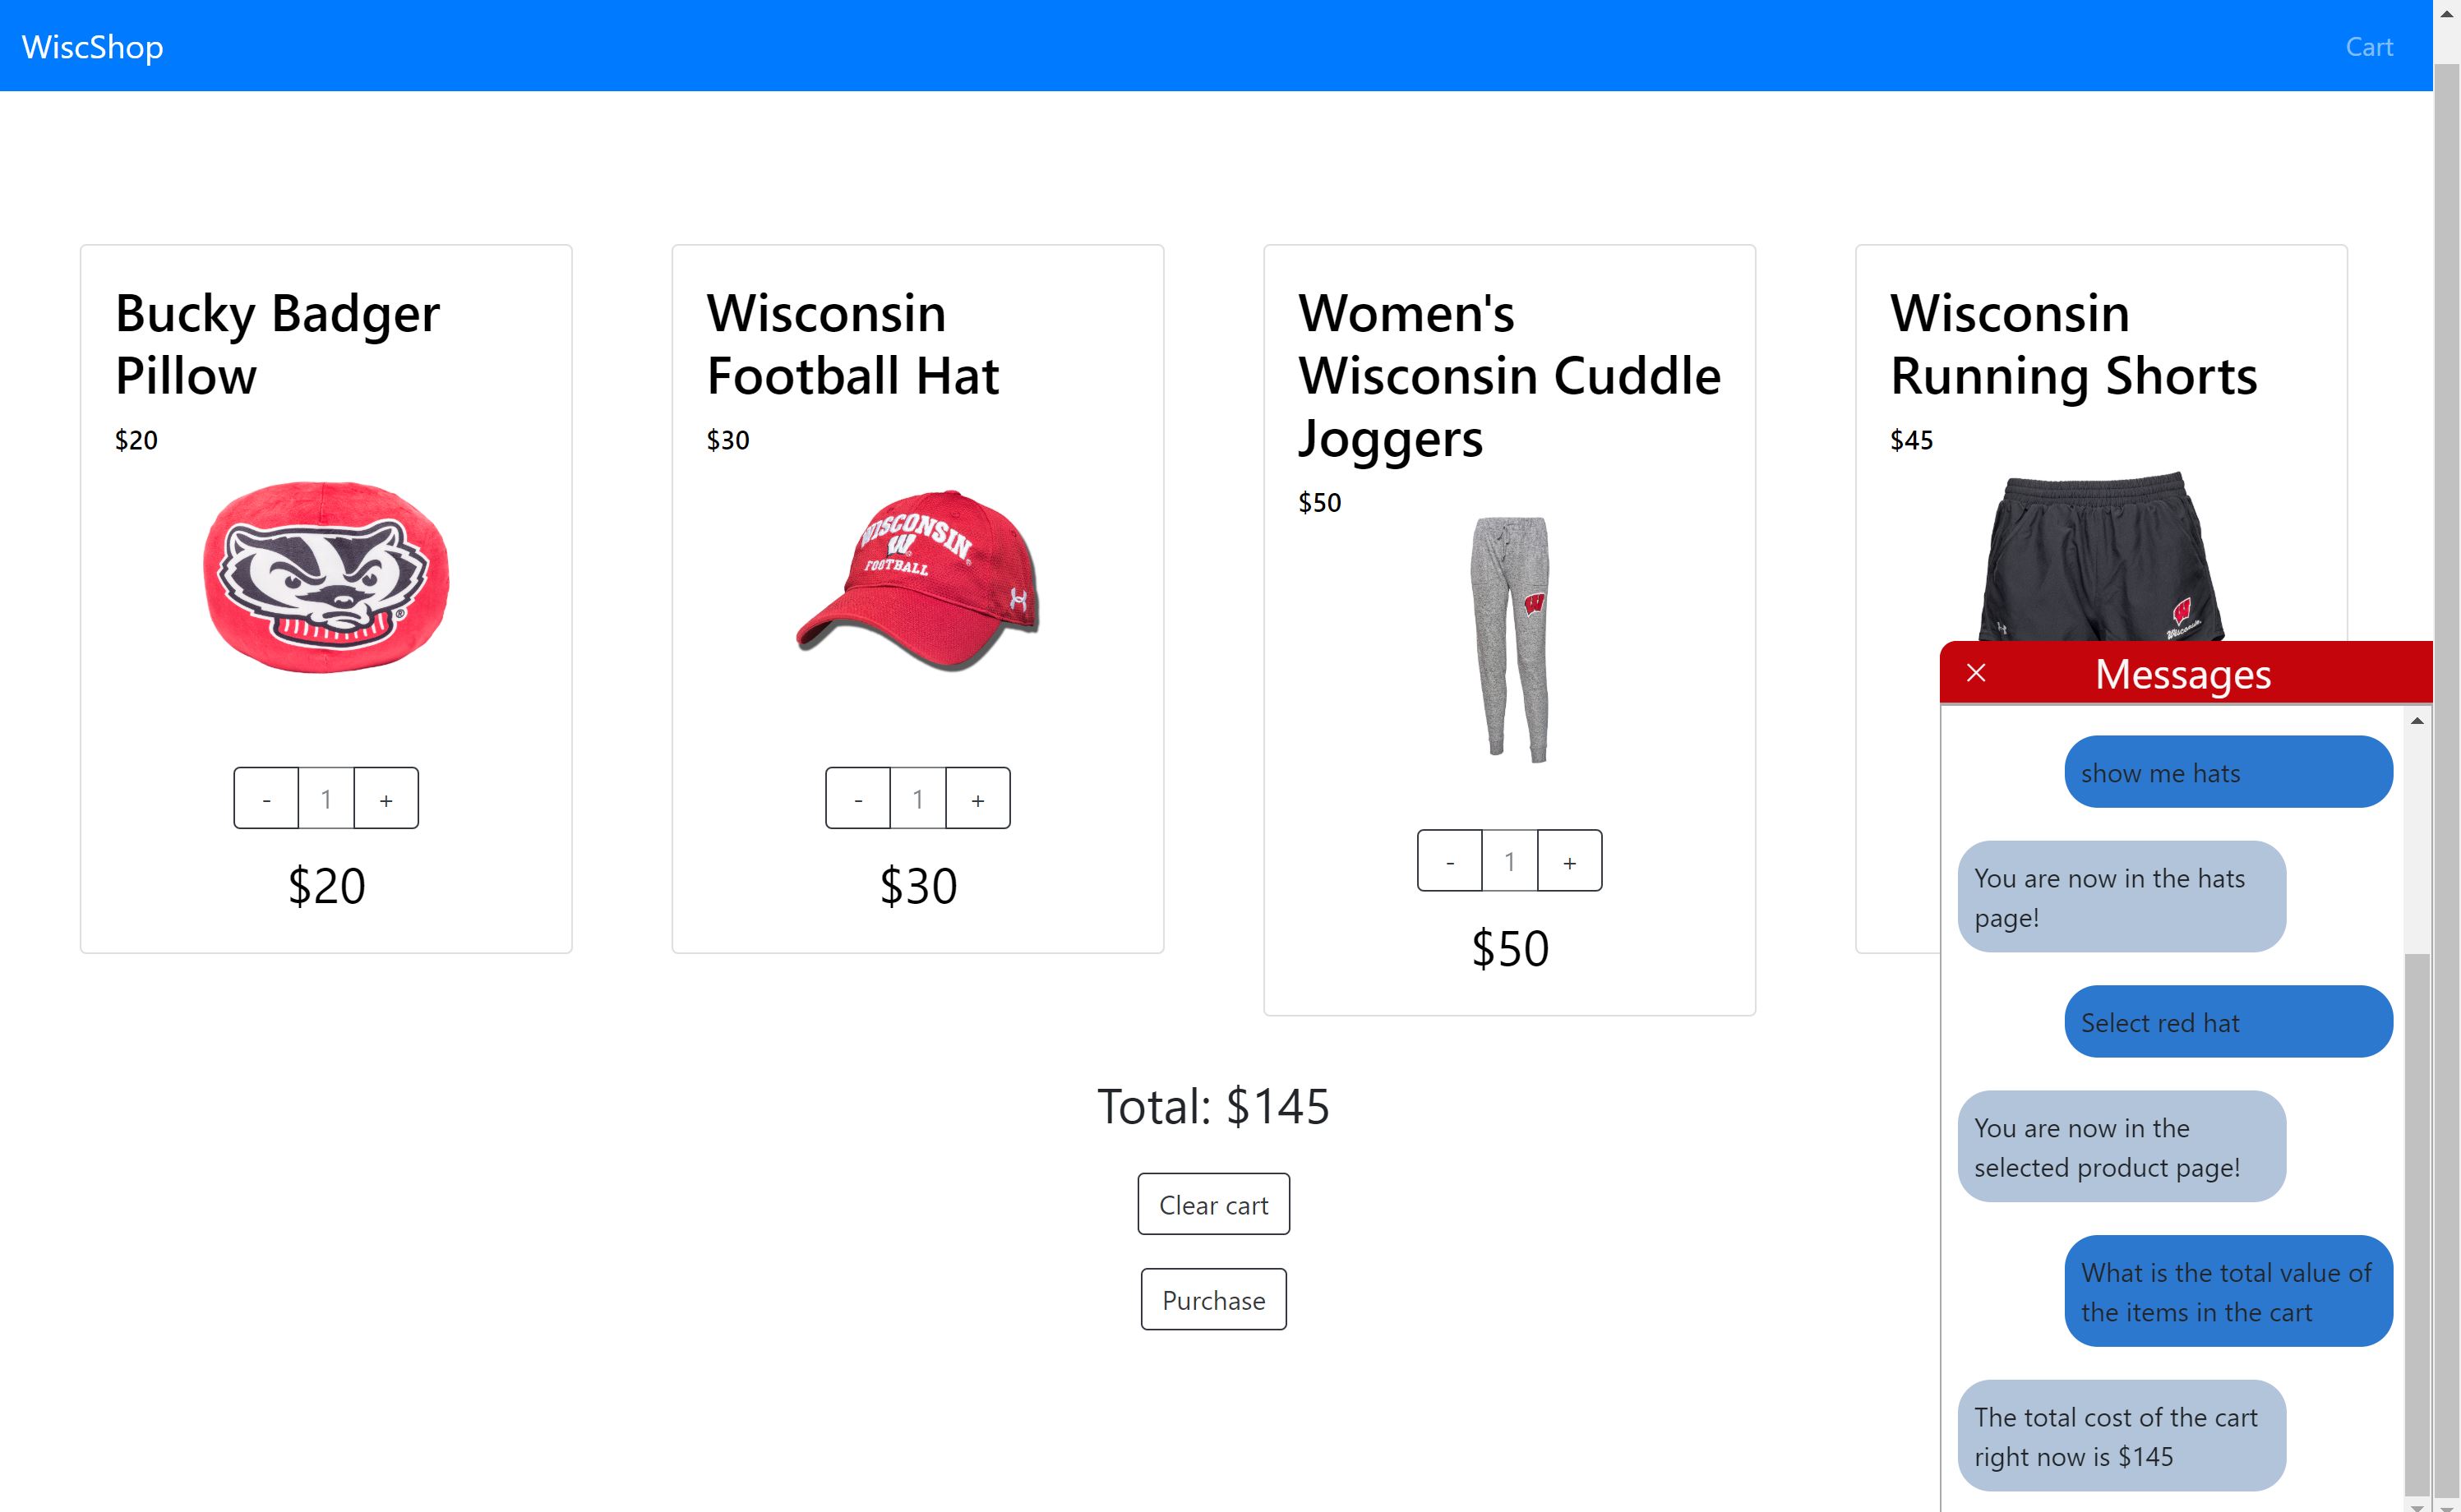 WiscShop
Cart
Bucky Badger
Pillow
$20
- 1 +
$20
Wisconsin
Football Hat
$30
WISCONSIN
W
FOOTBALL
- 1 +
$30
Women's
Wisconsin Cuddle
Joggers
$50
W
- 1 +
$50
Wisconsin
Running Shorts
$45
W
Wisconsin
Total: $145
Clear cart
Purchase
Messages
show me hats
You are now in the hats
page!
Select red hat
You are now in the
selected product page!
What is the total value of
the items in the cart
The total cost of the cart
right now is $145